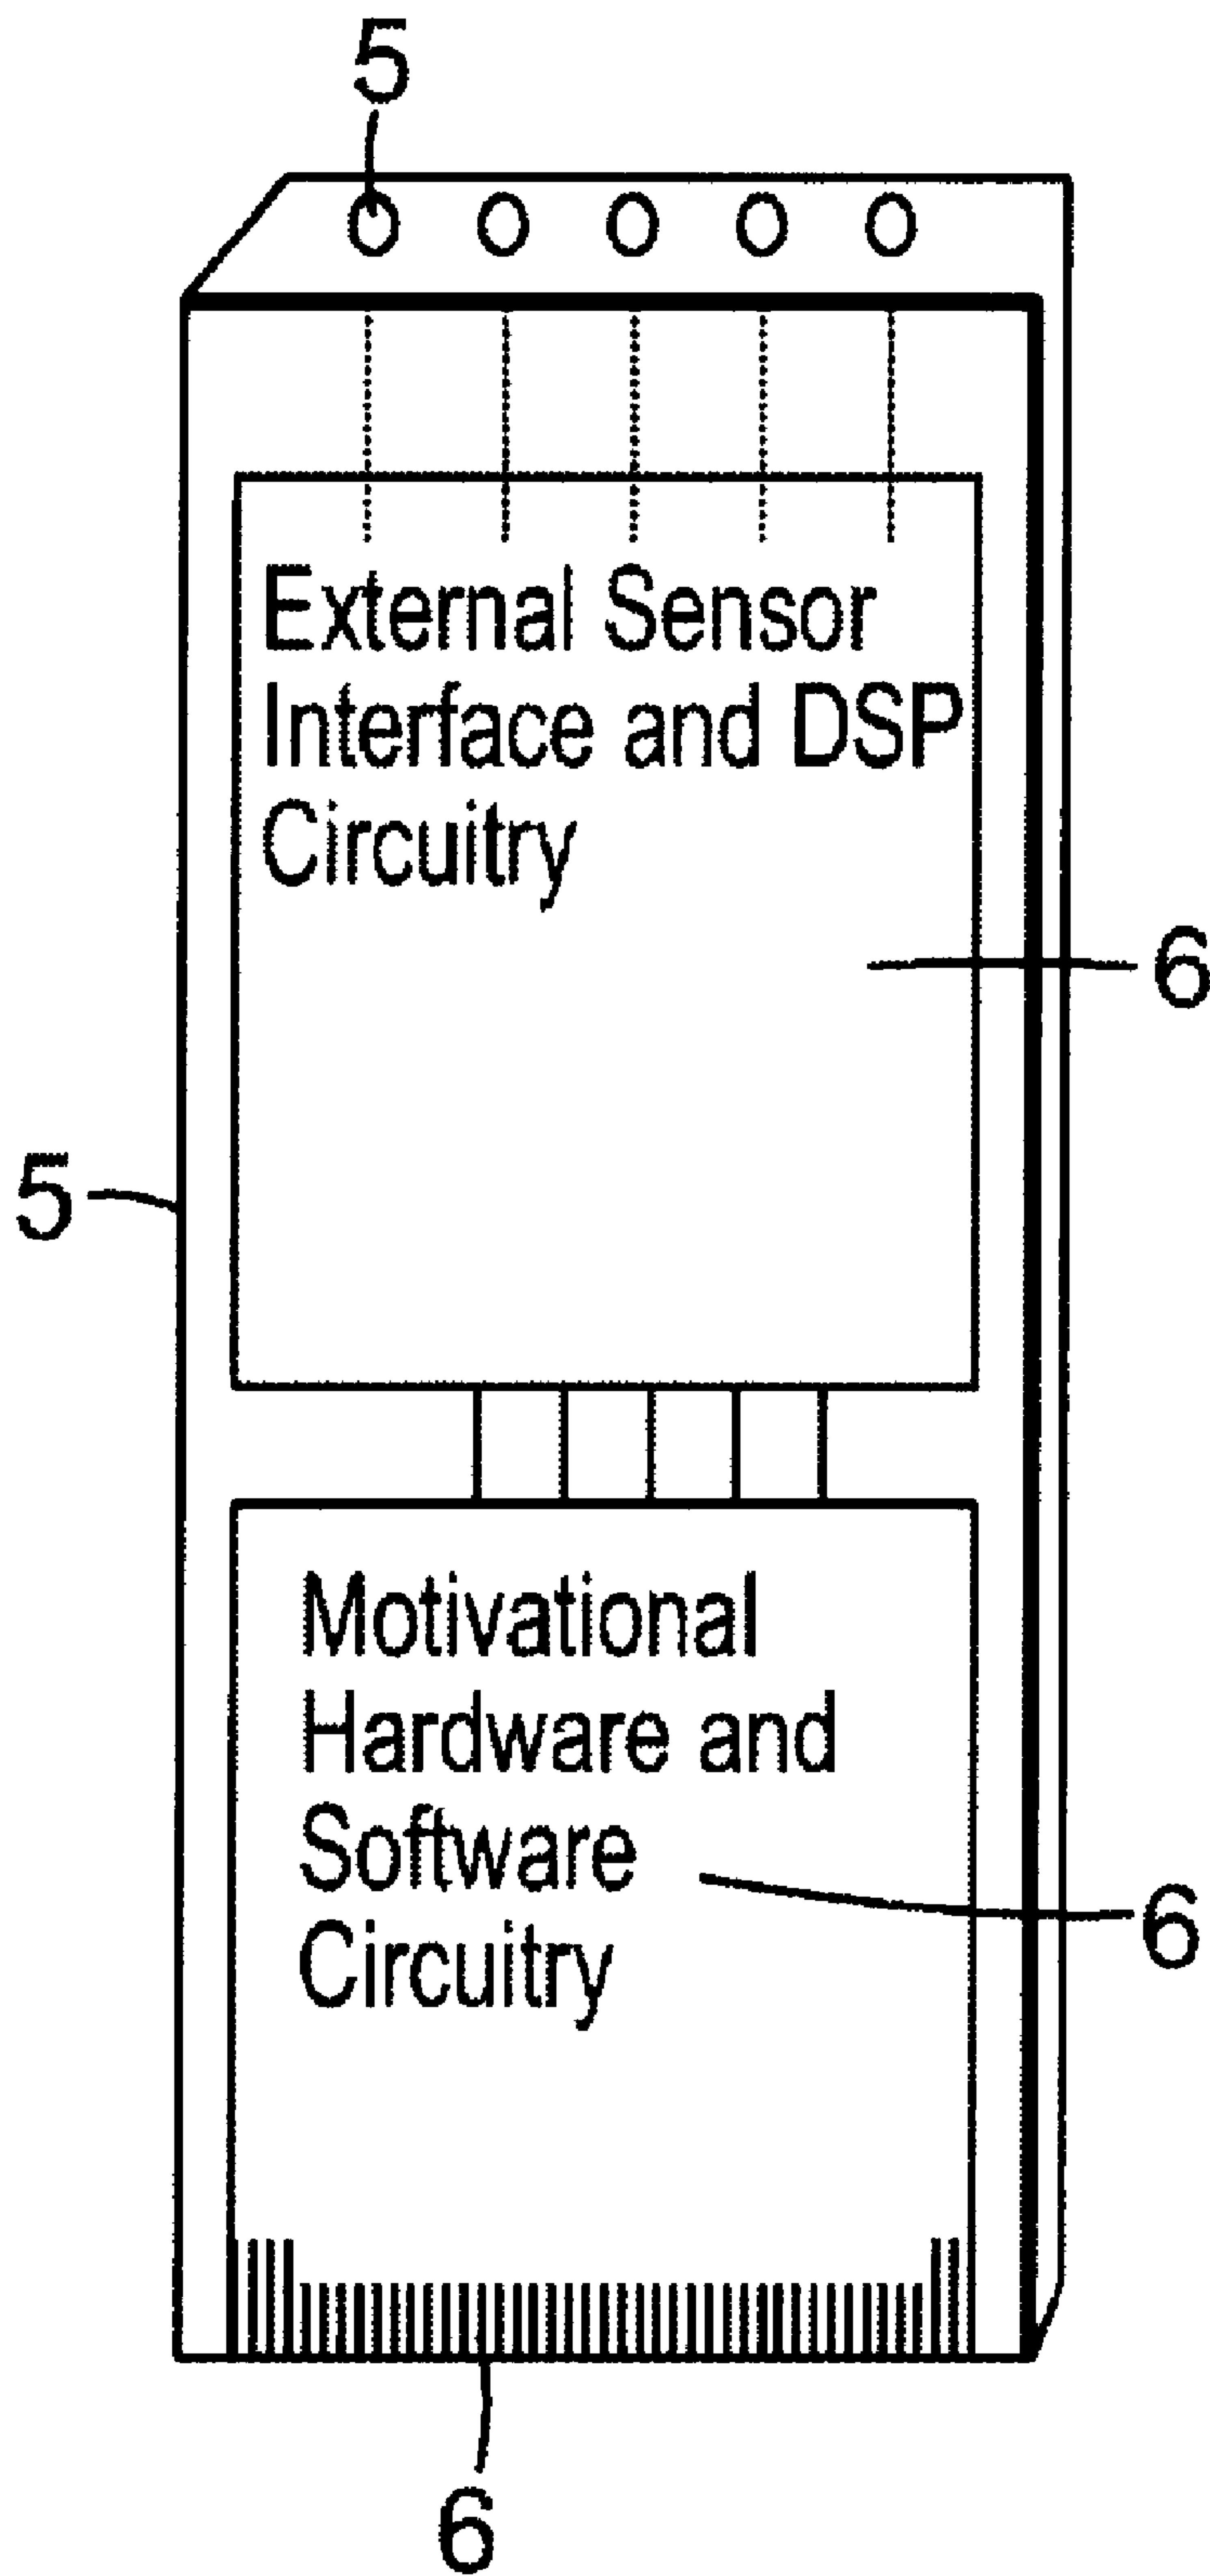 5
External Sensor
Interface and DSP
Circuitry
6
5
Motivational
Hardware and
Software
Circuitry
6
6